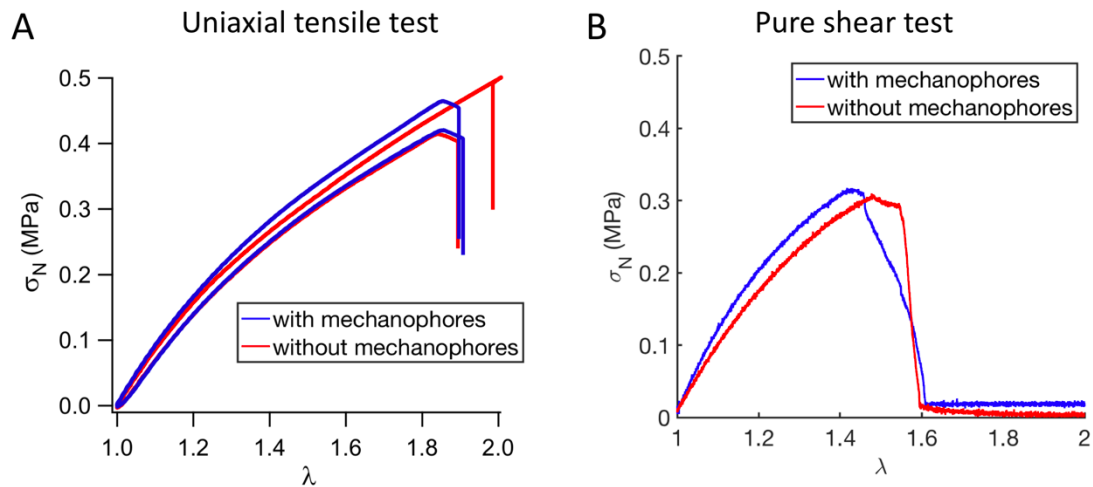 A
Uniaxial tensile test
0.5
0.4
0.3
0.2
0.1
0.0
σN (MPa)
with mechanophores
without mechanophores
1.0
1.2
1.4
1.6
1.8
2.0
λ
B
Pure shear test
0.5
0.4
0.3
0.2
0.1
0
σN (MPa)
with mechanophores
without mechanophores
1
1.2
1.4
1.6
1.8
2
λ